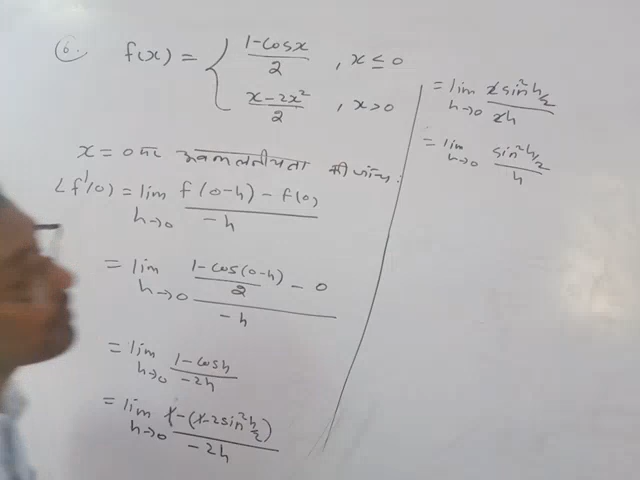 6. f(x) = { 1-cosx/2 , x ≤ 0
x-2x²/2 , x>0
x=0 पर अवकलनीयता की जांच:
Lf'(0) = lim h→0 f(0-h) - f(0)/-h
= lim h→0 1-cos(0-h)/2 - 0/-h
= lim h→0 1-cosh/-2h
= lim h→0 1-(1-2sin²h/2)/-2h
= lim h→0 2sin²h/2/2h
= lim h→0 sin²h/2/h